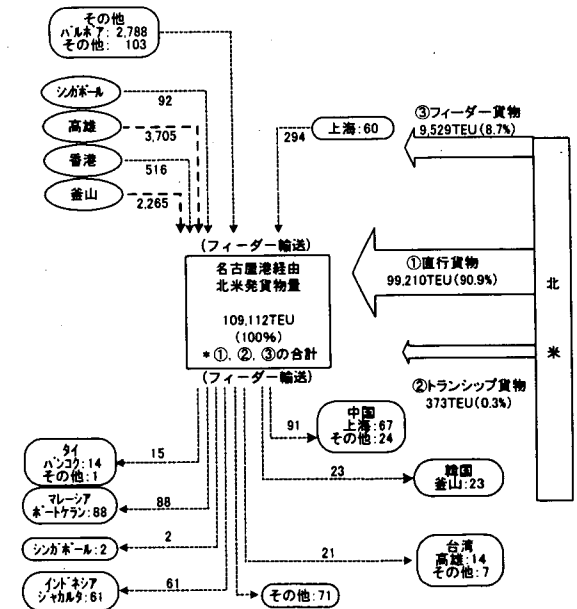 その他
バルボア: 2,788
その他: 103
シンガポール
92
高雄
3,705
香港
516
釜山
2,265
294
上海:60
③フィーダー貨物
9,529TEU(8.7%)
(フィーダー輸送)
名古屋港経由
北米発貨物量
109,112TEU
(100%)
*①, ②, ③の合計
(フィーダー輸送)
①直行貨物
99,210TEU(90.9%)
北
米
②トランシップ貨物
373TEU(0.3%)
91
中国
上海:67
その他:24
15
タイ
バンコク:14
その他:1
23
韓国
釜山:23
88
マレーシア
ポートケラン:88
2
シンガポール:2
21
台湾
高雄:14
その他:7
61
インドネシア
ジャカルタ:61
その他:71